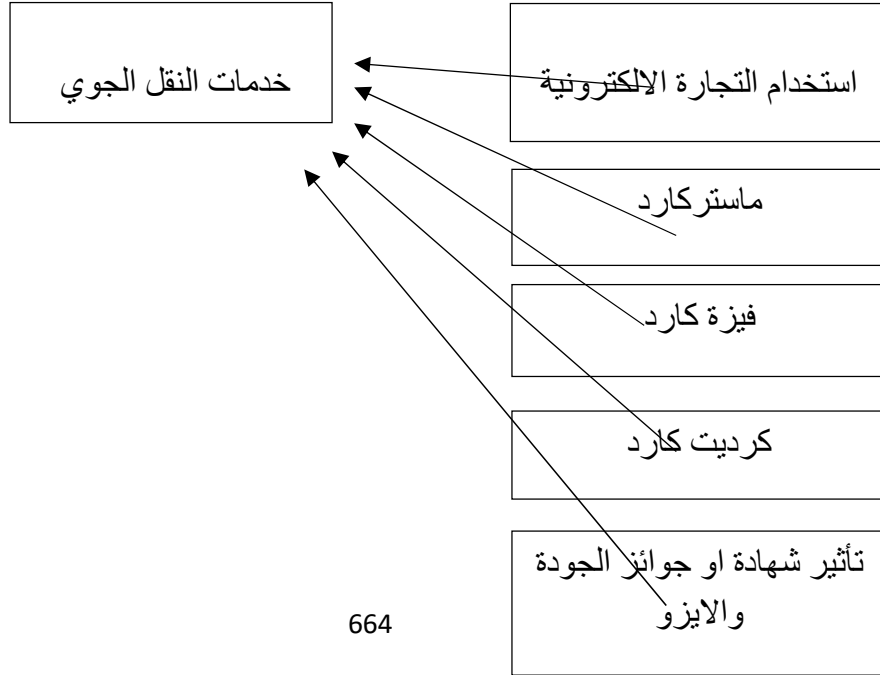 استخدام التجارة الالكترونية
خدمات النقل الجوي
ماستركارد
فيزة كارد
كرديت كارد
تأثير شهادة او جوائز الجودة
والايزو
664